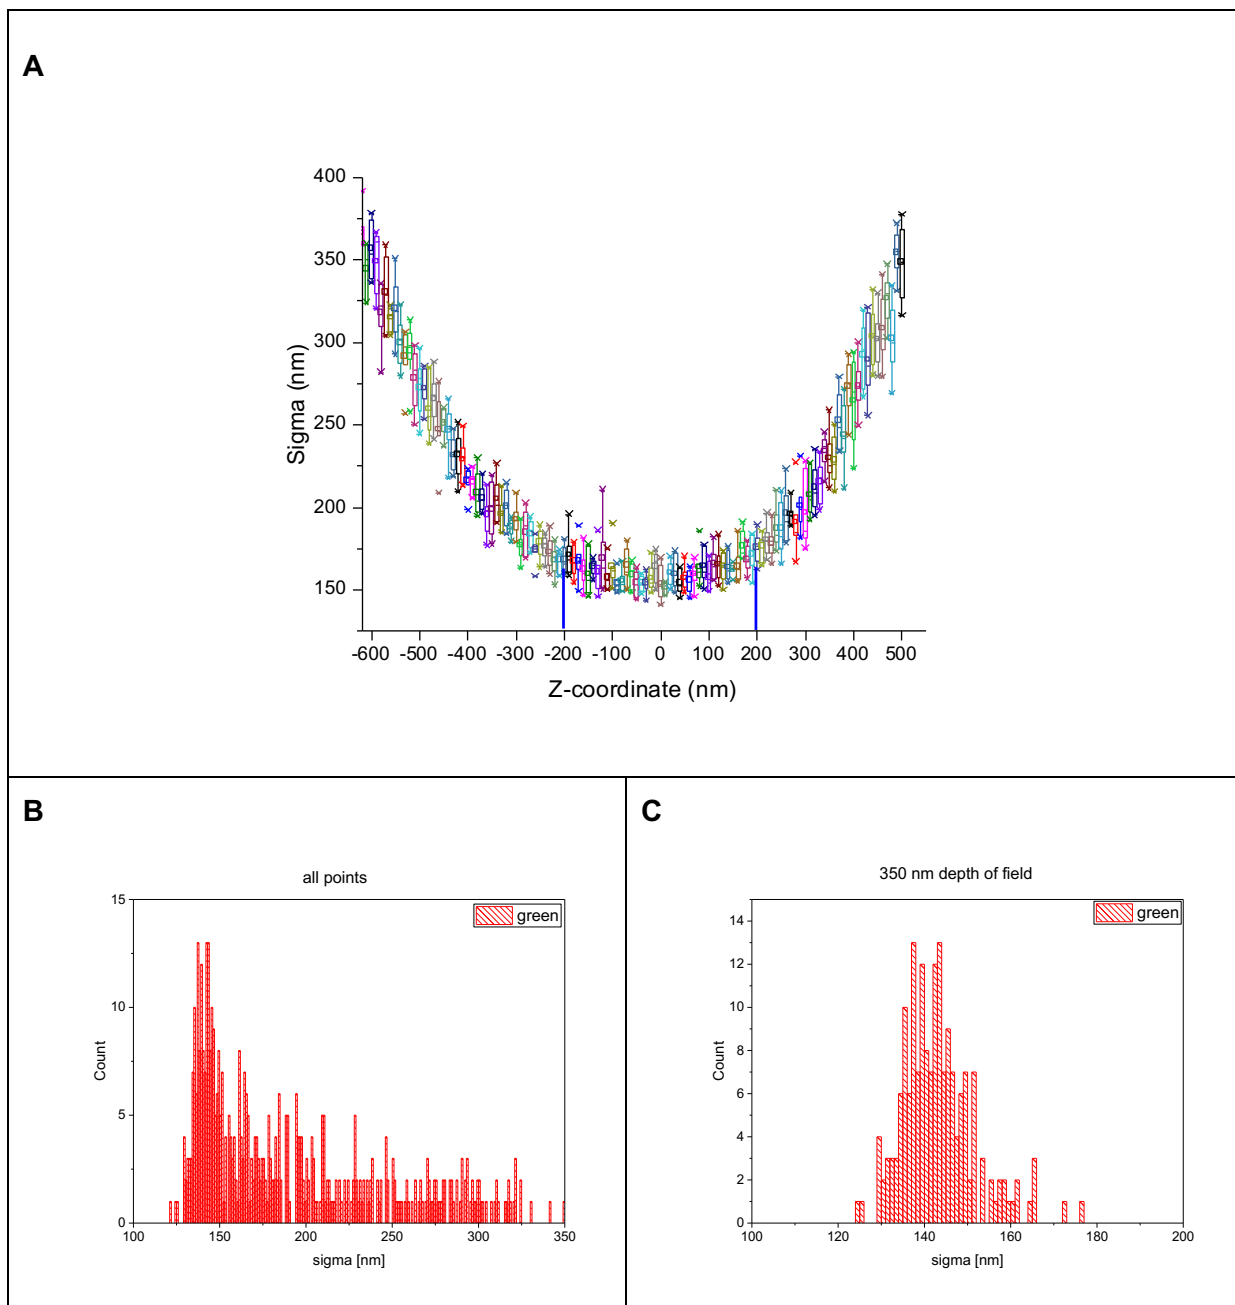 A
400
350
300
250
200
150
Sigma (nm)
-600 -500 -400 -300 -200 -100 0 100 200 300 400 500
Z-coordinate (nm)
B
all points
green
15
10
5
0
Count
100 150 200 250 300 350
sigma [nm]
C
350 nm depth of field
green
14
12
10
8
6
4
2
0
Count
100 120 140 160 180 200
sigma [nm]